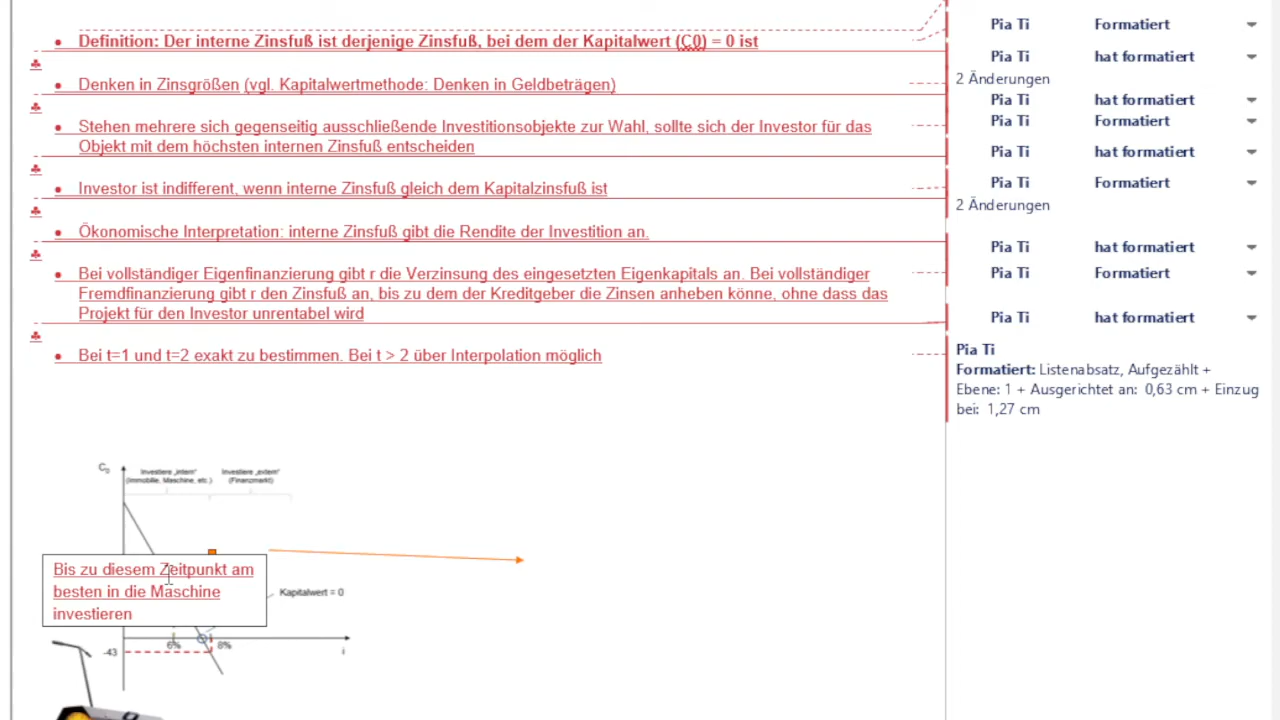 Definition: Der interne Zinsfuß ist derjenige Zinsfuß, bei dem der Kapitalwert (C0) = 0 ist
Denken in Zinsgrößen (vgl. Kapitalwertmethode: Denken in Geldbeträgen)
Stehen mehrere sich gegenseitig ausschließende Investitionsobjekte zur Wahl, sollte sich der Investor für das
Objekt mit dem höchsten internen Zinsfuß entscheiden
Investor ist indifferent, wenn interne Zinsfuß gleich dem Kapitalzinsfuß ist
Ökonomische Interpretation: interne Zinsfuß gibt die Rendite der Investition an.
Bei vollständiger Eigenfinanzierung gibt r die Verzinsung des eingesetzten Eigenkapitals an. Bei vollständiger
Fremdfinanzierung gibt r den Zinsfuß an, bis zu dem der Kreditgeber die Zinsen anheben könne, ohne dass das
Projekt für den Investor unrentabel wird
Bei t=1 und t=2 exakt zu bestimmen. Bei t > 2 über Interpolation möglich
C0
Investiere „intern“
(Immobilie, Maschine, etc.)
Investiere „extern“
(Finanzmarkt)
Bis zu diesem Zeitpunkt am
besten in die Maschine
investieren
Kapitalwert = 0
6%
8%
i
-43
Pia Ti Formatiert
Pia Ti hat formatiert
2 Änderungen
Pia Ti hat formatiert
Pia Ti Formatiert
Pia Ti hat formatiert
Pia Ti Formatiert
2 Änderungen
Pia Ti hat formatiert
Pia Ti Formatiert
Pia Ti hat formatiert
Pia Ti
Formatiert: Listenabsatz, Aufgezählt +
Ebene: 1 + Ausgerichtet an: 0,63 cm + Einzug
bei: 1,27 cm